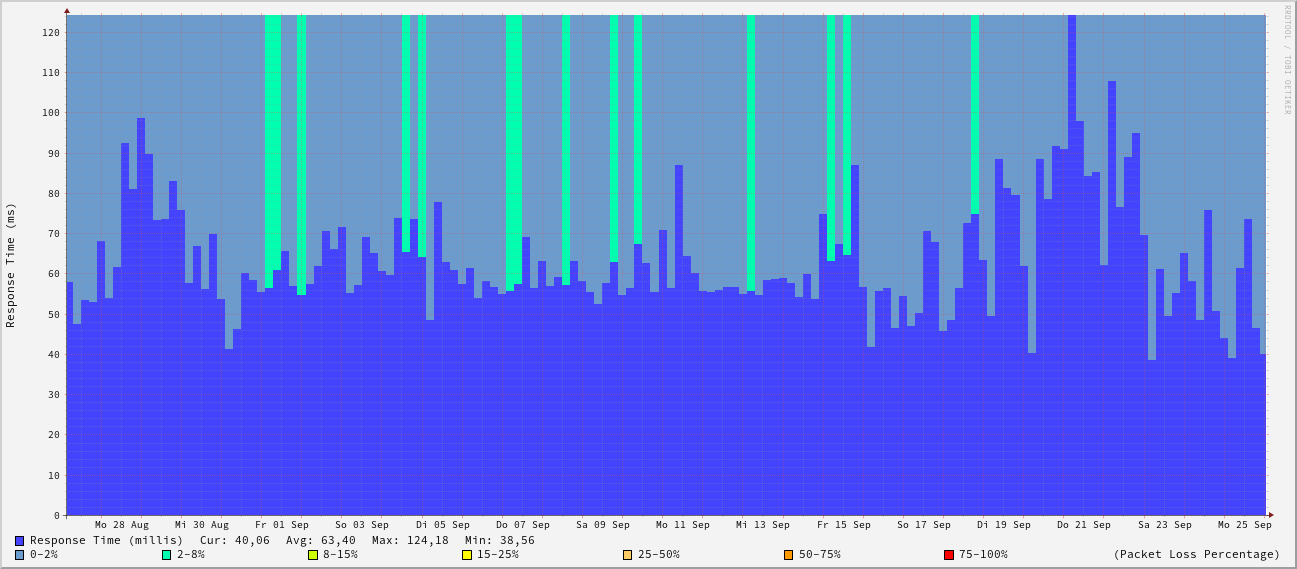 RRDTOOL / TOBI OETIKER
Response Time (ms)
120
110
100
90
80
70
60
50
40
30
20
10
0
Mo 28 Aug Mi 30 Aug Fr 01 Sep So 03 Sep Di 05 Sep Do 07 Sep Sa 09 Sep Mo 11 Sep Mi 13 Sep Fr 15 Sep So 17 Sep Di 19 Sep Do 21 Sep Sa 23 Sep Mo 25 Sep
Response Time (millis) Cur: 40,06 Avg: 63,40 Max: 124,18 Min: 38,56
0-2% 2-8% 8-15% 15-25% 25-50% 50-75% 75-100% (Packet Loss Percentage)